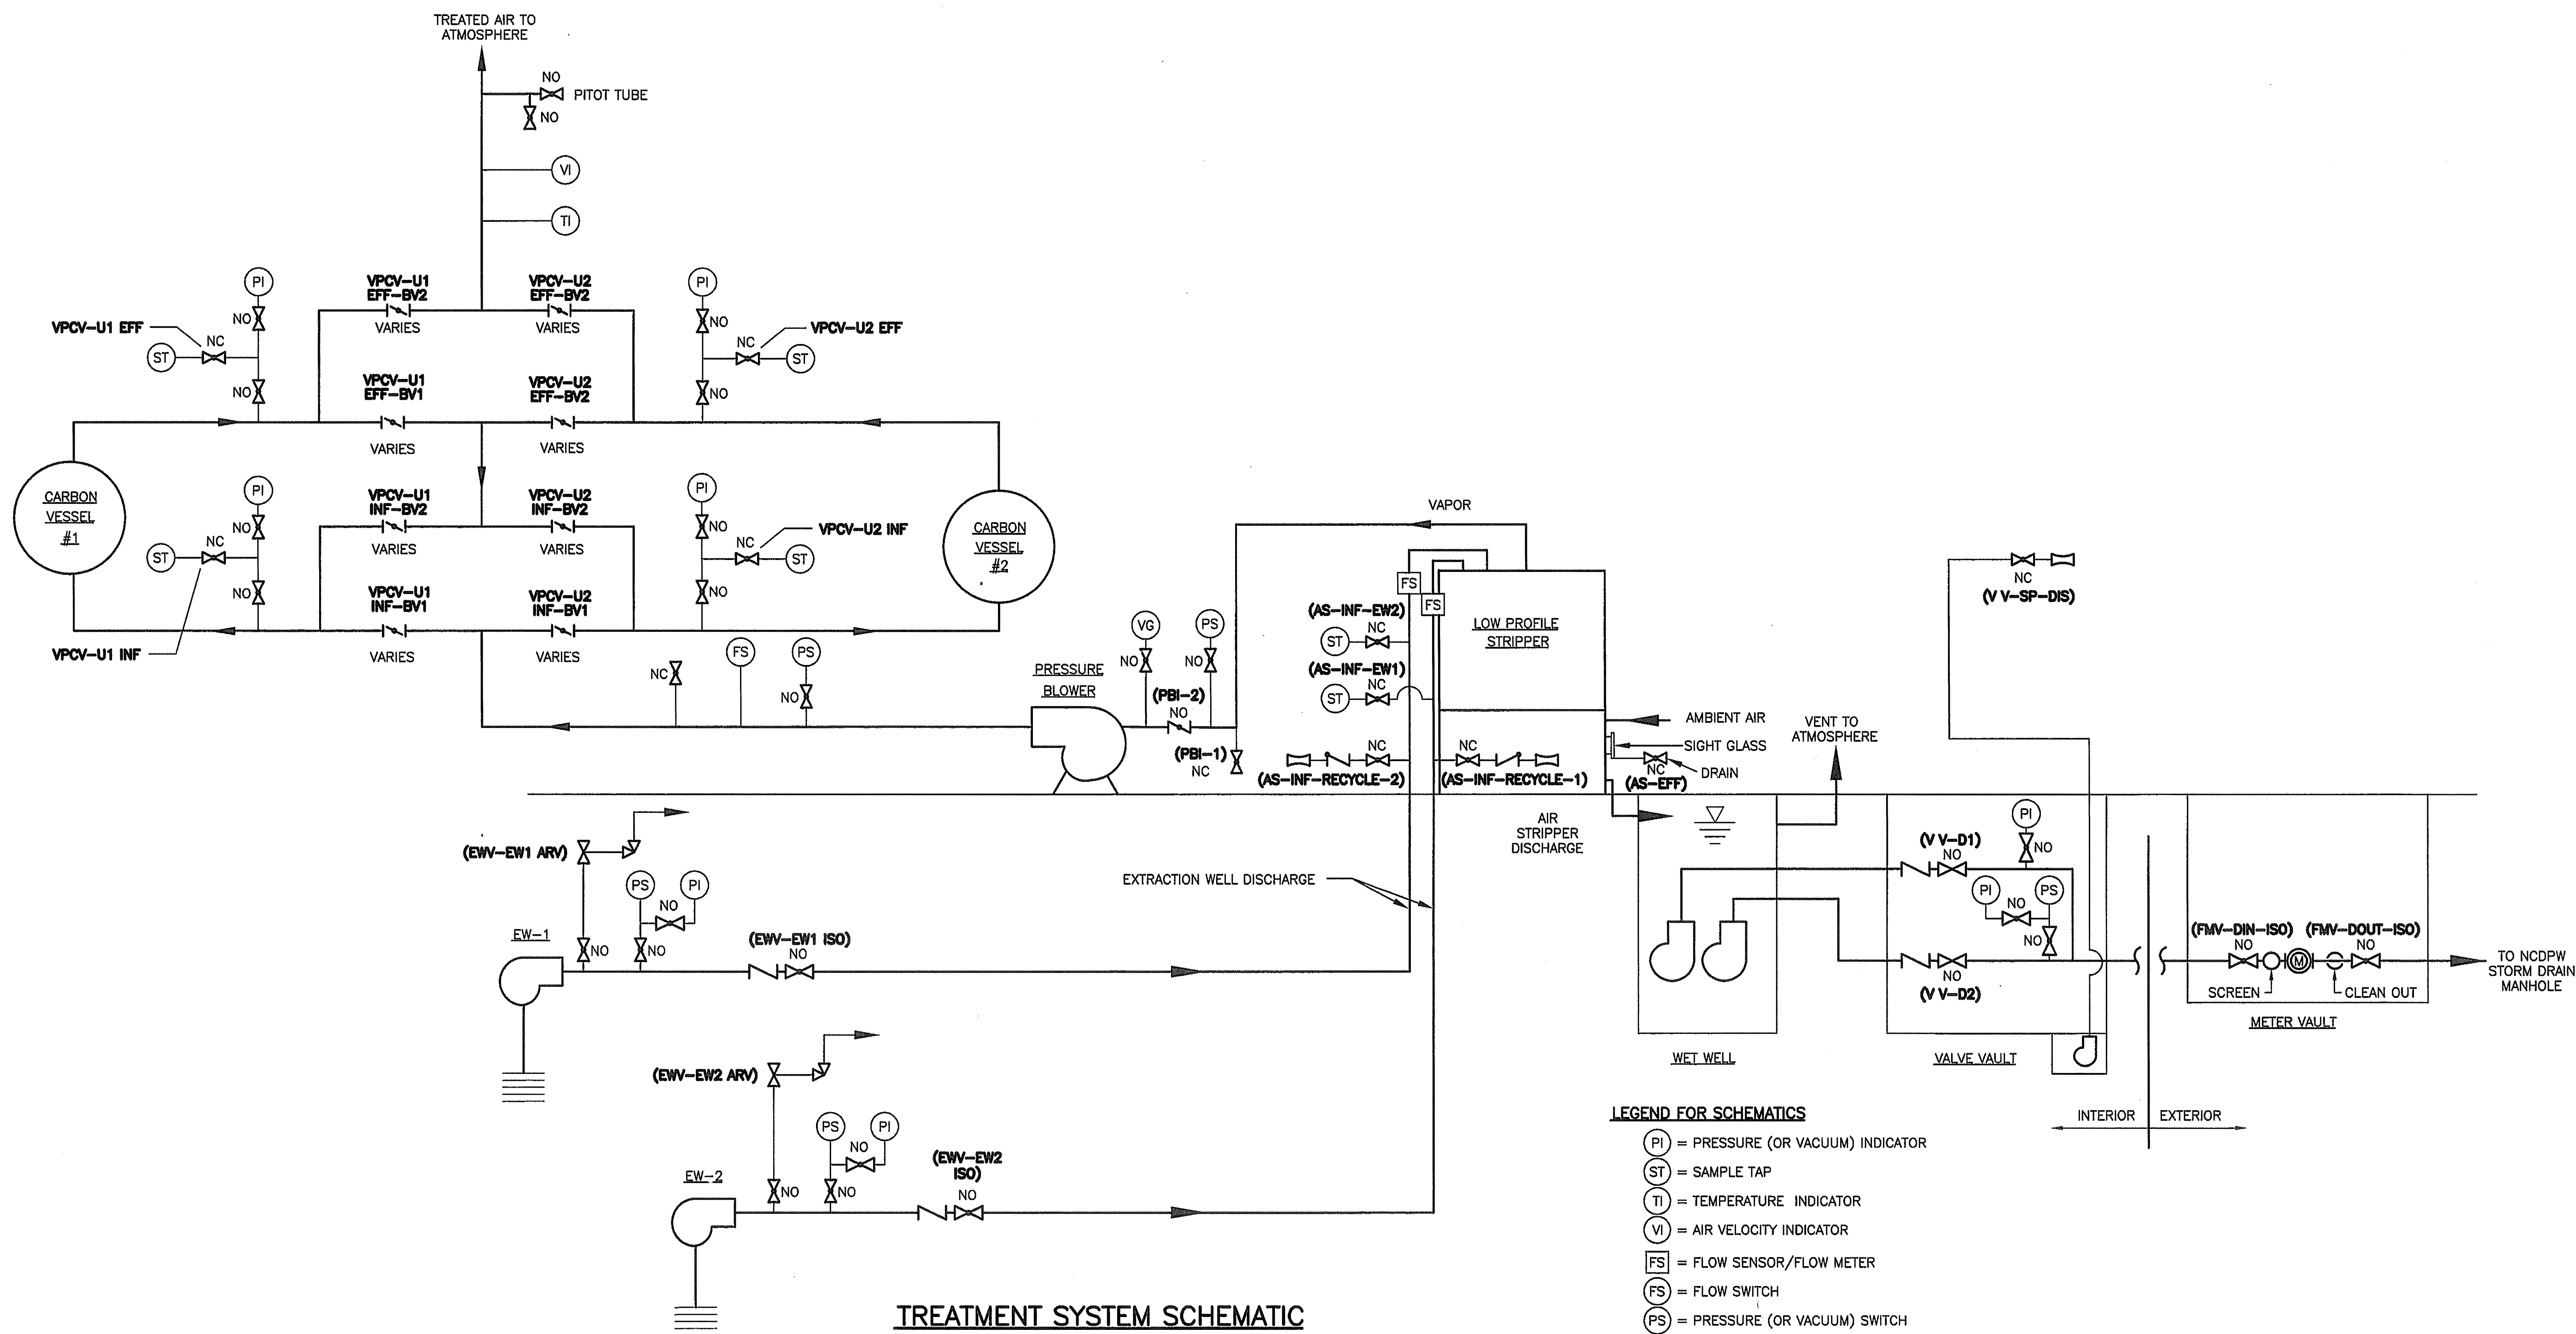 TREATED AIR TO
ATMOSPHERE
NO
PITOT TUBE
NO
VI
TI
PI
VPCV-U1
EFF-BV2
VPCV-U2
EFF-BV2
PI
NO
VARIES
VARIES
NO
VPCV-U1 EFF
NC
ST
NC
VPCV-U2 EFF
ST
NO
VPCV-U1
EFF-BV1
VPCV-U2
EFF-BV2
NO
VARIES
VARIES
CARBON
VESSEL
#1
PI
VPCV-U1
INF-BV2
VPCV-U2
INF-BV2
PI
NO
NO
VARIES
VARIES
NC
ST
NC
VPCV-U2 INF
ST
CARBON
VESSEL
#2
NO
VPCV-U1
INF-BV1
VPCV-U2
INF-BV1
NO
VPCV-U1 INF
VARIES
VARIES
NC
FS
PS
NO
PRESSURE
BLOWER
VG
NO
PS
NO
(PBI-2)
NO
(PBI-1)
NC
VAPOR
FS
FS
(AS-INF-EW2)
NC
ST
(AS-INF-EW1)
NC
ST
LOW PROFILE
STRIPPER
NC
(AS-INF-RECYCLE-2)
NC
(AS-INF-RECYCLE-1)
AMBIENT AIR
SIGHT GLASS
DRAIN
NC
(AS-EFF)
VENT TO
ATMOSPHERE
NC
(V V-SP-DIS)
AIR
STRIPPER
DISCHARGE
EXTRACTION WELL DISCHARGE
(EWV-EW1 ARV)
PS
PI
NO
NO
NO
EW-1
(EWV-EW1 ISO)
NO
(EWV-EW2 ARV)
PS
PI
NO
NO
NO
EW-2
(EWV-EW2
ISO)
NO
WET WELL
PI
NO
(V V-D1)
NO
PI
PS
NO
NO
NO
(V V-D2)
VALVE VAULT
(FMV-DIN-ISO)
NO
(FMV-DOUT-ISO)
NO
M
SCREEN
CLEAN OUT
METER VAULT
TO NCDPW
STORM DRAIN
MANHOLE
INTERIOR
EXTERIOR
LEGEND FOR SCHEMATICS
PI = PRESSURE (OR VACUUM) INDICATOR
ST = SAMPLE TAP
TI = TEMPERATURE INDICATOR
VI = AIR VELOCITY INDICATOR
FS = FLOW SENSOR/FLOW METER
FS = FLOW SWITCH
PS = PRESSURE (OR VACUUM) SWITCH
TREATMENT SYSTEM SCHEMATIC